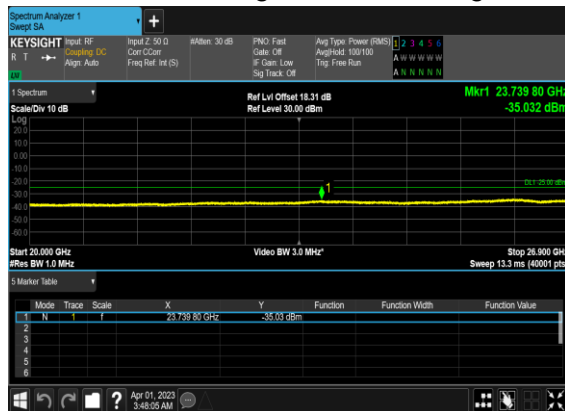 Spectrum Analyzer 1
Swept SA
+
KEYSIGHT Input: RF Input Z: 50 Ω #Atten: 30 dB PNO: Fast Avg Type: Power (RMS) 1 2 3 4 5 6
R T Coupling: DC Corr CCorr Gate: Off Avg|Hold: 100/100 A W W W W W
Align: Auto Freq Ref: Int (S) IF Gain: Low Trig: Free Run
LW Sig Track: Off A N N N N N
1 Spectrum Ref Lvl Offset 18.31 dB Mkr1 23.739 80 GHz
Scale/Div 10 dB Ref Level 30.00 dBm -35.032 dBm
Log
20.0
10.0
0.00
-10.0
-20.0 DL1 -25.00 dBm
-30.0 1
-40.0
-50.0
-60.0
Start 20.000 GHz Video BW 3.0 MHz* Stop 26.900 GHz
#Res BW 1.0 MHz Sweep 13.3 ms (40001 pts)
5 Marker Table
Mode Trace Scale X Y Function Function Width Function Value
1 N 1 f 23.739 80 GHz -35.03 dBm
2
3
4
5
6
? Apr 01, 2023
3:48:05 AM